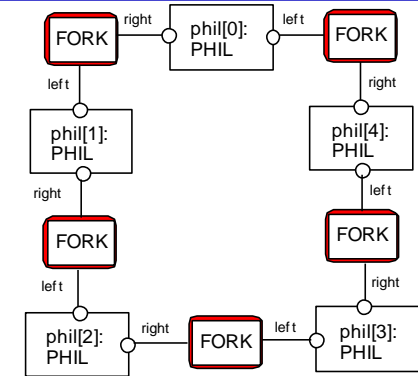 right
left
FORK
phil[0]:
PHIL
FORK
left
right
phil[1]:
PHIL
phil[4]:
PHIL
right
left
FORK
FORK
left
right
phil[2]:
PHIL
right
FORK
left
phil[3]:
PHIL